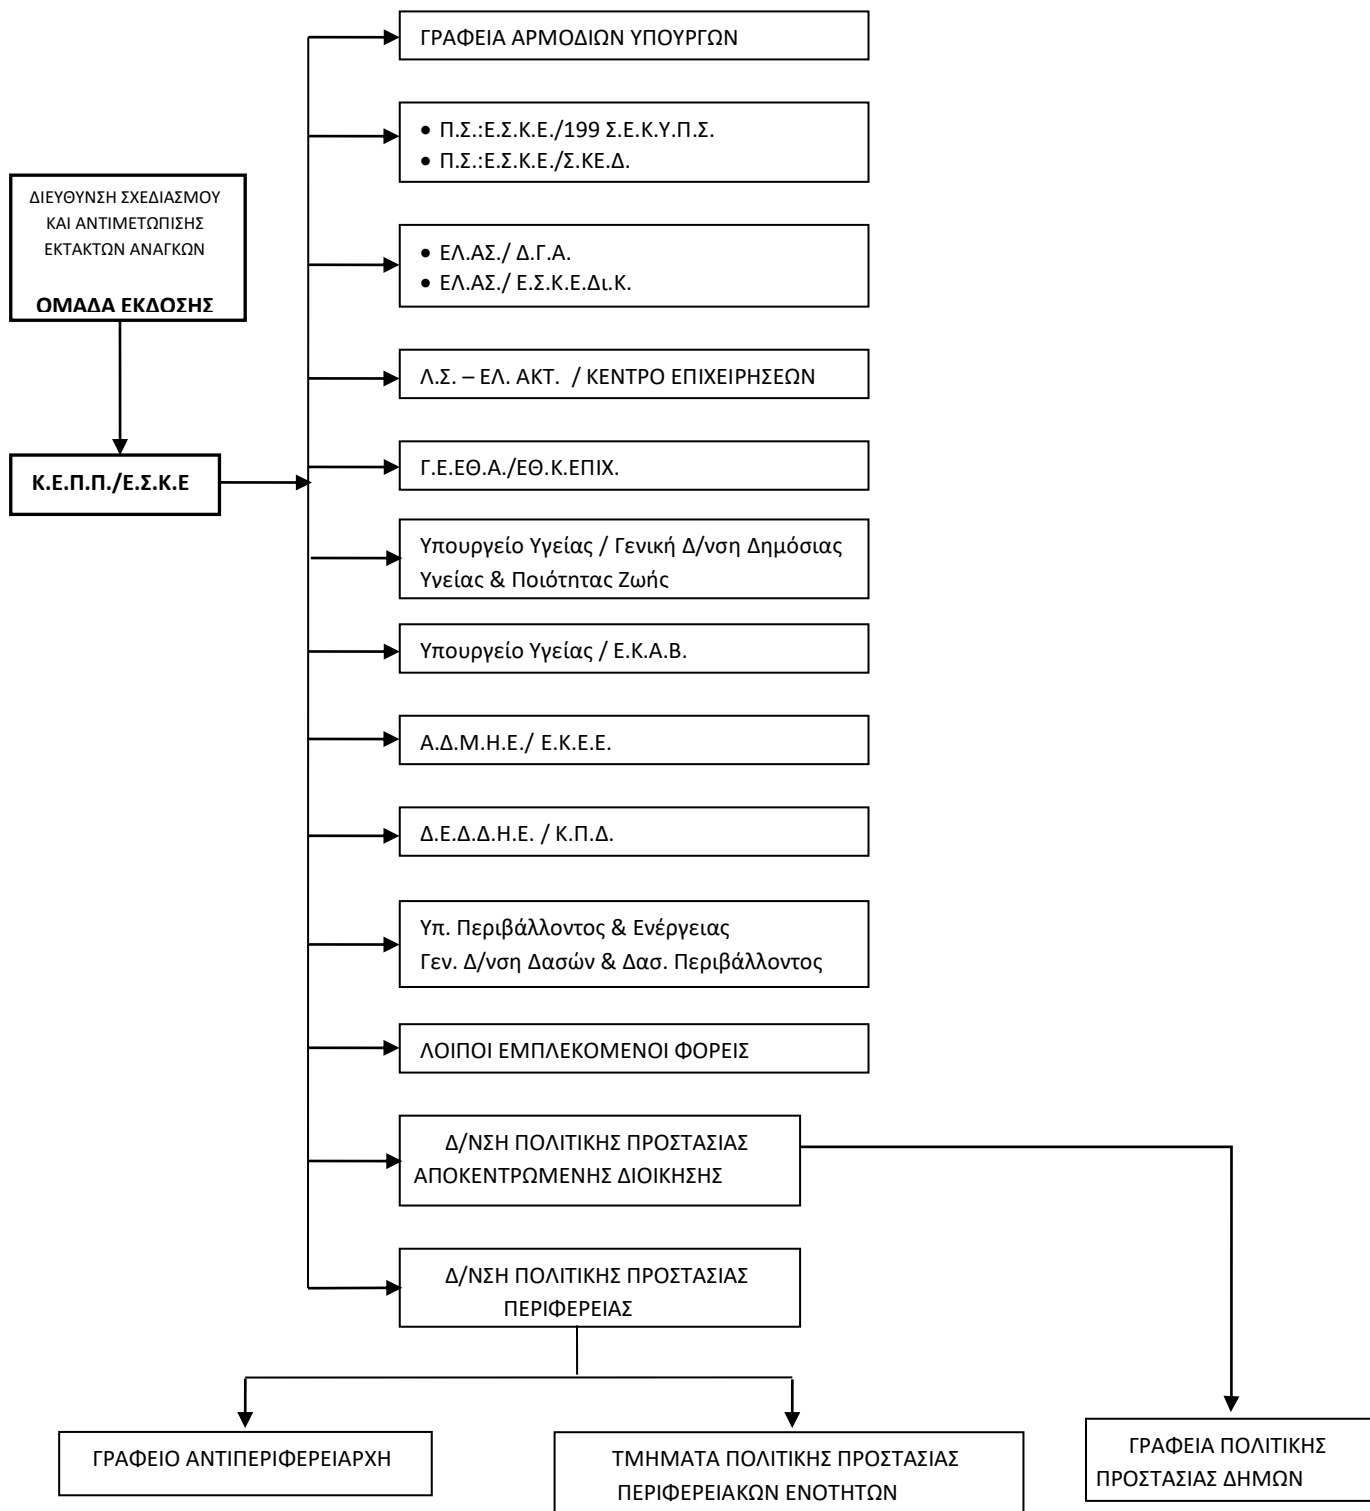 ΓΡΑΦΕΙΑ ΑΡΜΟΔΙΩΝ ΥΠΟΥΡΓΩΝ
• Π.Σ.:Ε.Σ.Κ.Ε./199 Σ.Ε.Κ.Υ.Π.Σ.
• Π.Σ.:Ε.Σ.Κ.Ε./Σ.ΚΕ.Δ.
ΔΙΕΥΘΥΝΣΗ ΣΧΕΔΙΑΣΜΟΥ
ΚΑΙ ΑΝΤΙΜΕΤΩΠΙΣΗΣ
ΕΚΤΑΚΤΩΝ ΑΝΑΓΚΩΝ
ΟΜΑΔΑ ΕΚΔΟΣΗΣ
• ΕΛ.ΑΣ./ Δ.Γ.Α.
• ΕΛ.ΑΣ./ Ε.Σ.Κ.Ε.Δι.Κ.
Λ.Σ. – ΕΛ. ΑΚΤ. / ΚΕΝΤΡΟ ΕΠΙΧΕΙΡΗΣΕΩΝ
Κ.Ε.Π.Π./Ε.Σ.Κ.Ε
Γ.Ε.ΕΘ.Α./ΕΘ.Κ.ΕΠΙΧ.
Υπουργείο Υγείας / Γενική Δ/νση Δημόσιας
Υγείας & Ποιότητας Ζωής
Υπουργείο Υγείας / Ε.Κ.Α.Β.
Α.Δ.Μ.Η.Ε./ Ε.Κ.Ε.Ε.
Δ.Ε.Δ.Δ.Η.Ε. / Κ.Π.Δ.
Υπ. Περιβάλλοντος & Ενέργειας
Γεν. Δ/νση Δασών & Δασ. Περιβάλλοντος
ΛΟΙΠΟΙ ΕΜΠΛΕΚΟΜΕΝΟΙ ΦΟΡΕΙΣ
Δ/ΝΣΗ ΠΟΛΙΤΙΚΗΣ ΠΡΟΣΤΑΣΙΑΣ
ΑΠΟΚΕΝΤΡΩΜΕΝΗΣ ΔΙΟΙΚΗΣΗΣ
Δ/ΝΣΗ ΠΟΛΙΤΙΚΗΣ ΠΡΟΣΤΑΣΙΑΣ
ΠΕΡΙΦΕΡΕΙΑΣ
ΓΡΑΦΕΙΟ ΑΝΤΙΠΕΡΙΦΕΡΕΙΑΡΧΗ
ΤΜΗΜΑΤΑ ΠΟΛΙΤΙΚΗΣ ΠΡΟΣΤΑΣΙΑΣ
ΠΕΡΙΦΕΡΕΙΑΚΩΝ ΕΝΟΤΗΤΩΝ
ΓΡΑΦΕΙΑ ΠΟΛΙΤΙΚΗΣ
ΠΡΟΣΤΑΣΙΑΣ ΔΗΜΩΝ